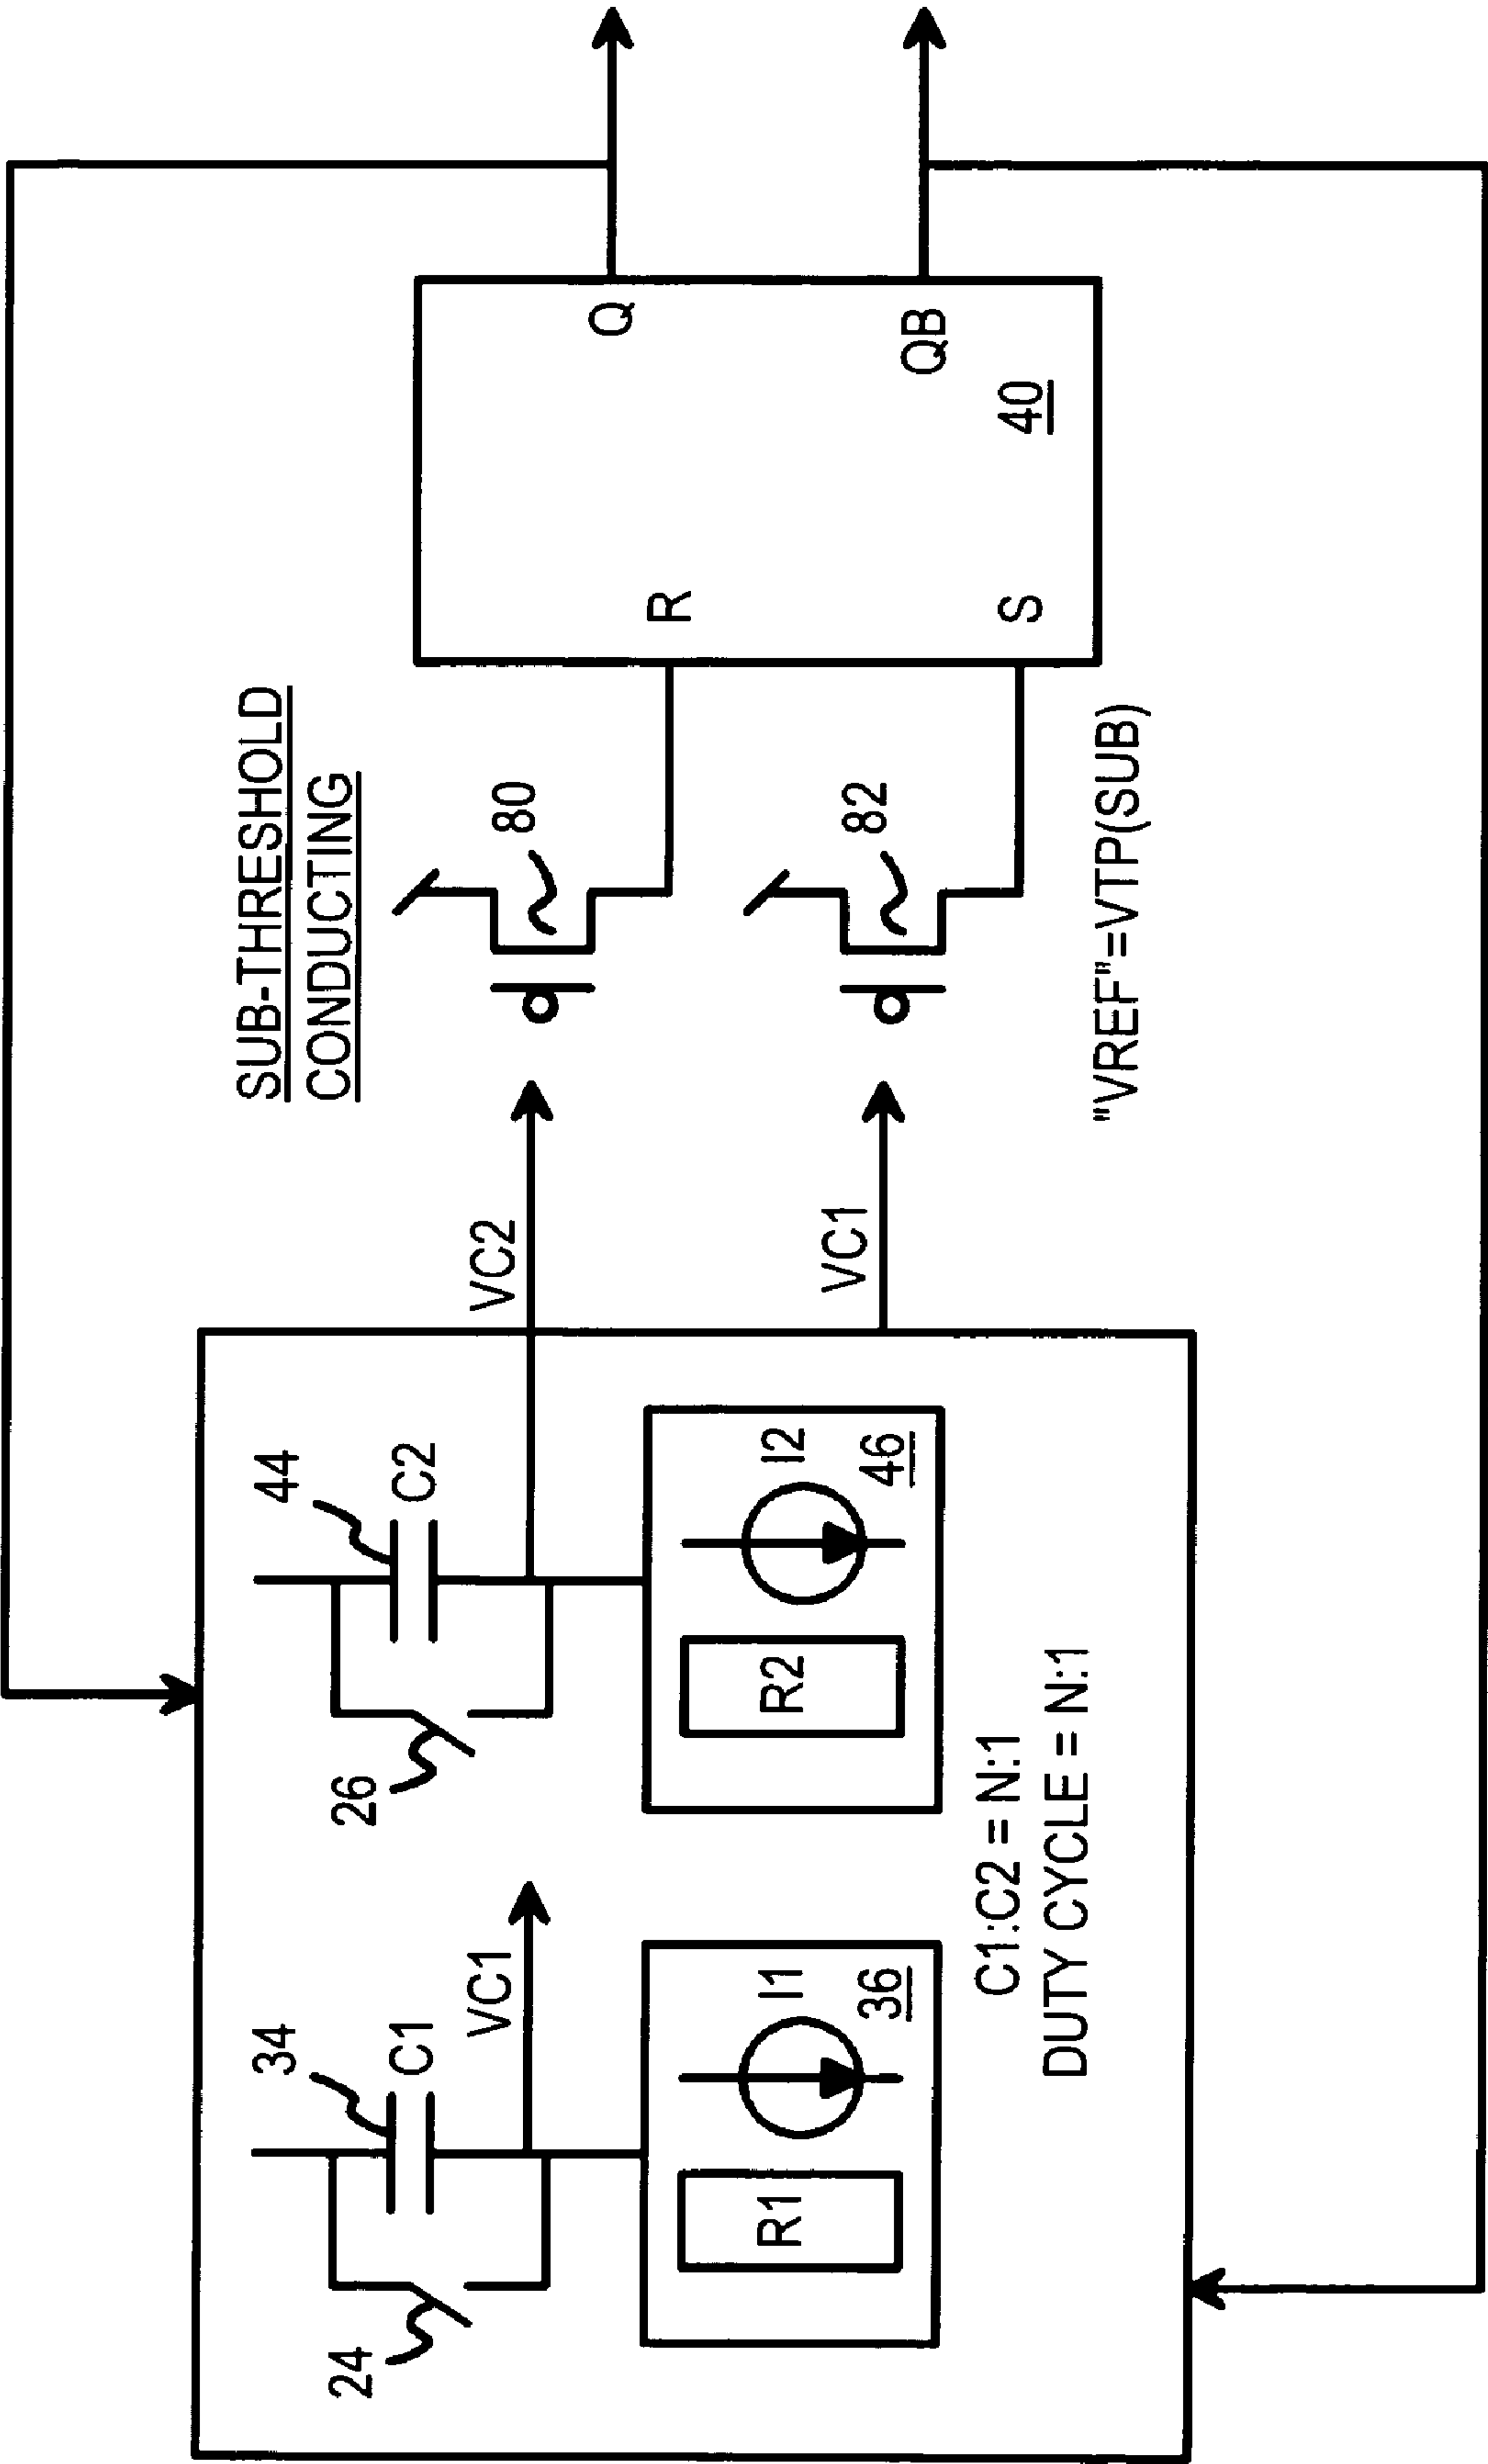 SUB-THRESHOLD
CONDUCTING
34
C1
VC1
24
R1
I1
36
44
C2
26
R2
I2
46
C1:C2 = N:1
DUTY CYCLE = N:1
VC2
VC1
80
82
"VREF"=VTP(SUB)
R
S
Q
QB
40